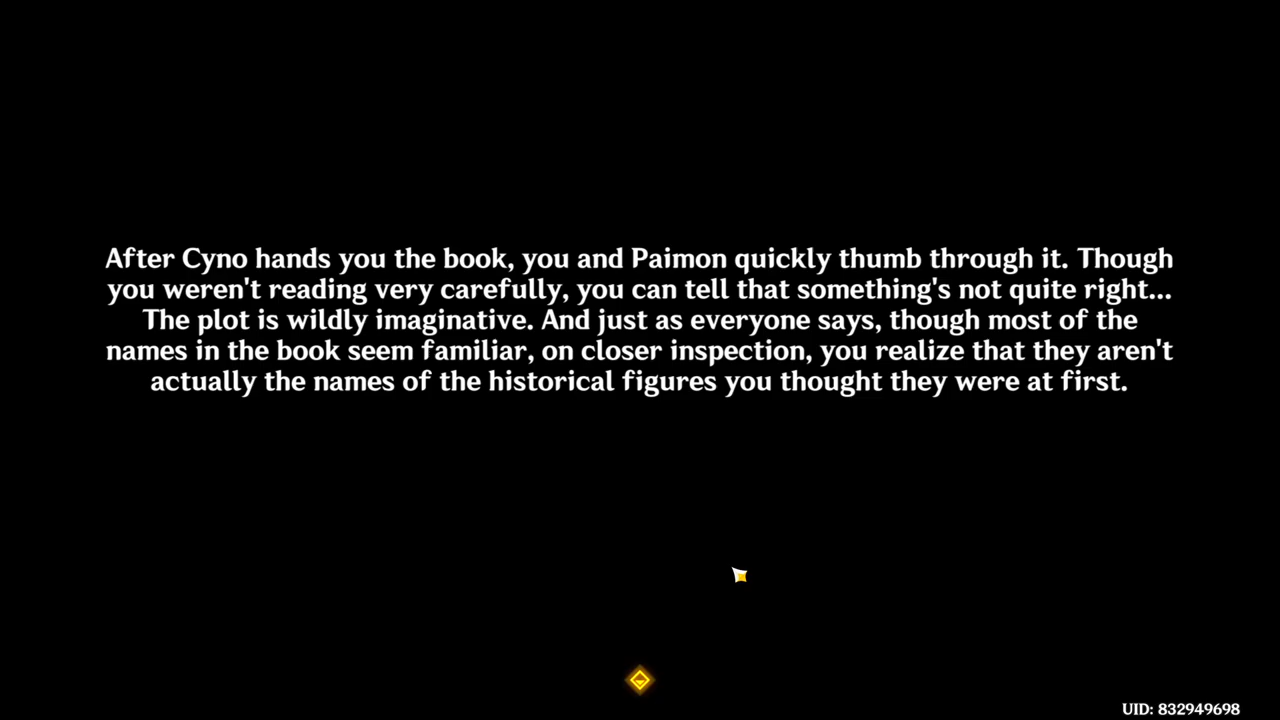 After Cyno hands you the book, you and Paimon quickly thumb through it. Though
you weren't reading very carefully, you can tell that something's not quite right...
The plot is wildly imaginative. And just as everyone says, though most of the
names in the book seem familiar, on closer inspection, you realize that they aren't
actually the names of the historical figures you thought they were at first.
UID: 832949698